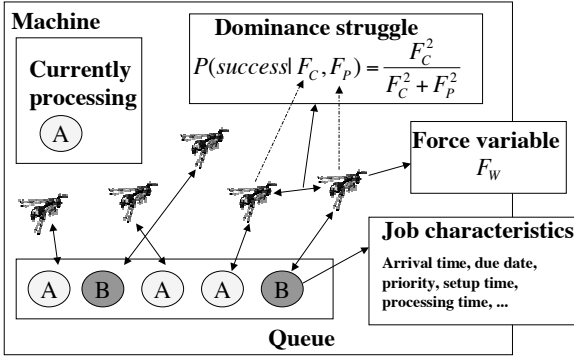 Machine
Currently
processing
A
Dominance struggle
P(success| F_C, F_P) = F_C^2 / (F_C^2 + F_P^2)
Force variable
F_W
Job characteristics
Arrival time, due date,
priority, setup time,
processing time, ...
A B A A B
Queue